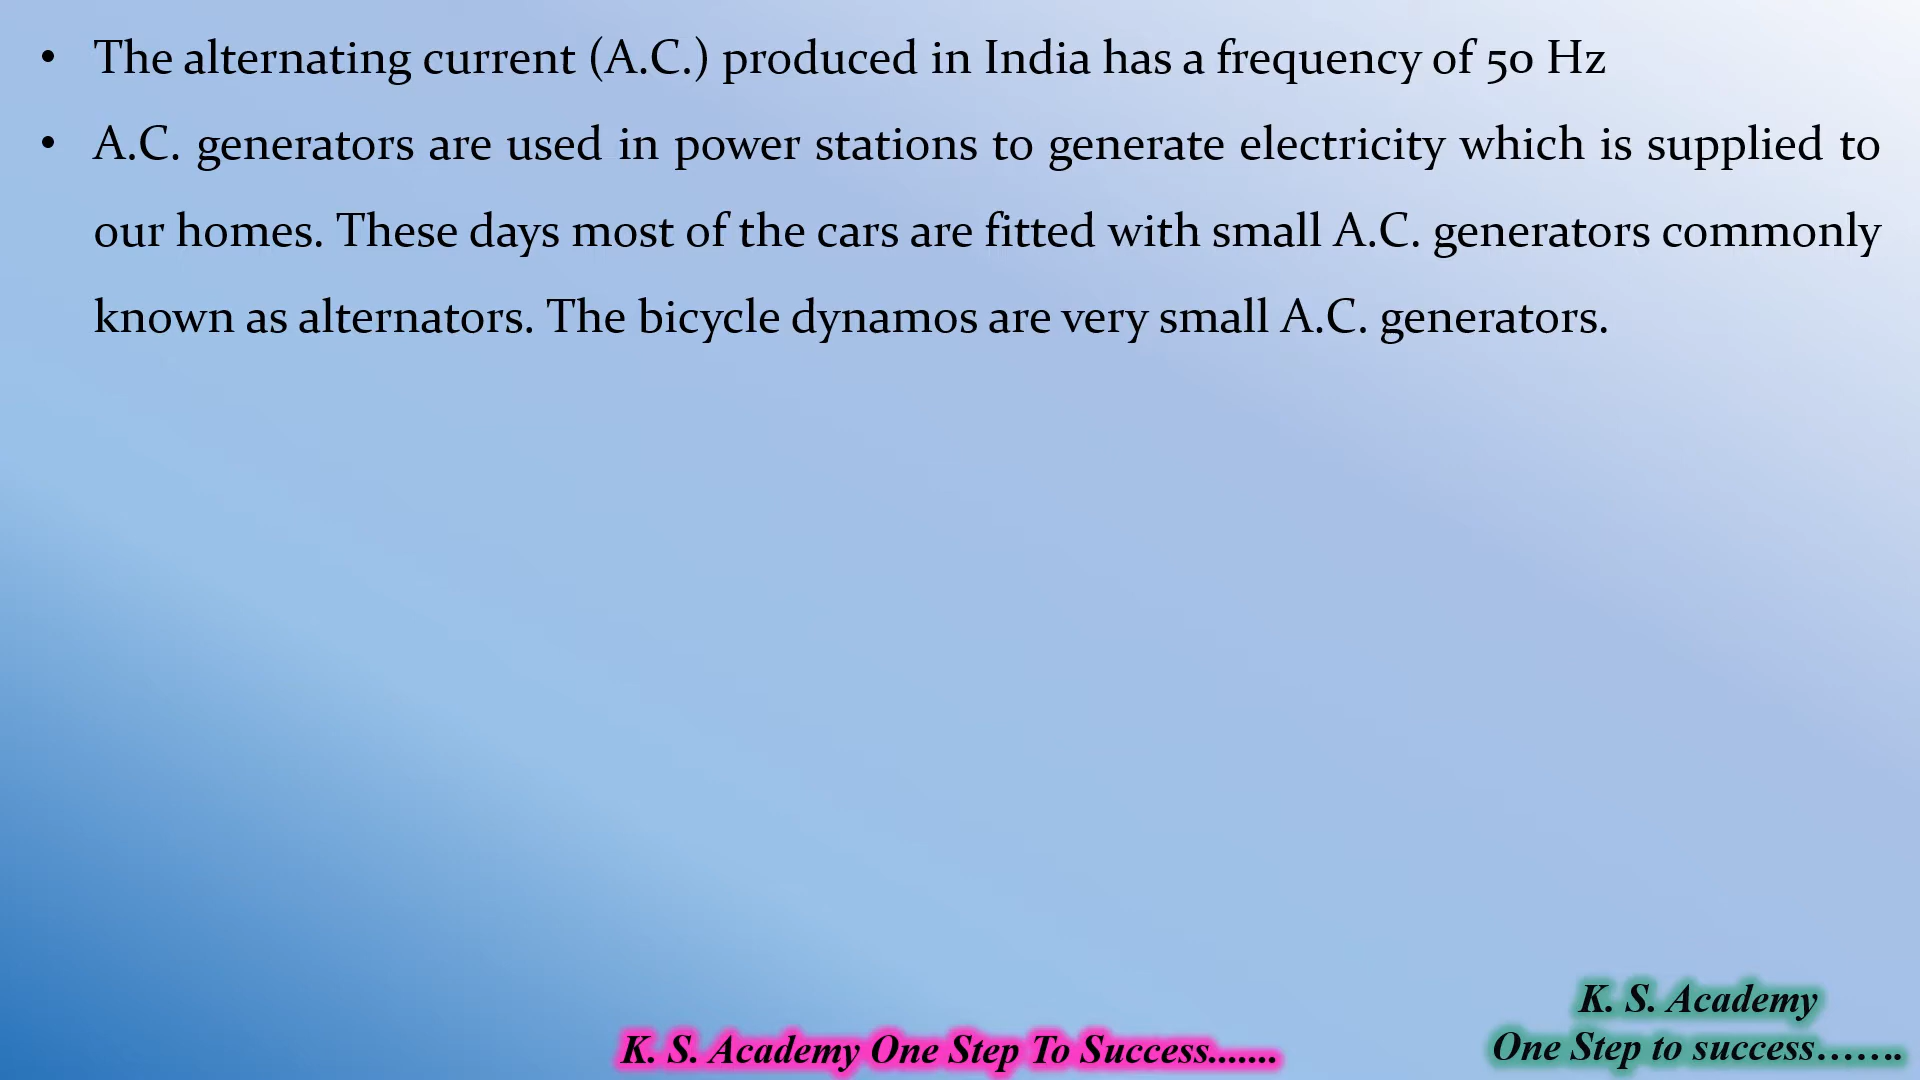 • The alternating current (A.C.) produced in India has a frequency of 50 Hz
• A.C. generators are used in power stations to generate electricity which is supplied to
our homes. These days most of the cars are fitted with small A.C. generators commonly
known as alternators. The bicycle dynamos are very small A.C. generators.
K. S. Academy
One Step to success…….
K. S. Academy One Step To Success.......